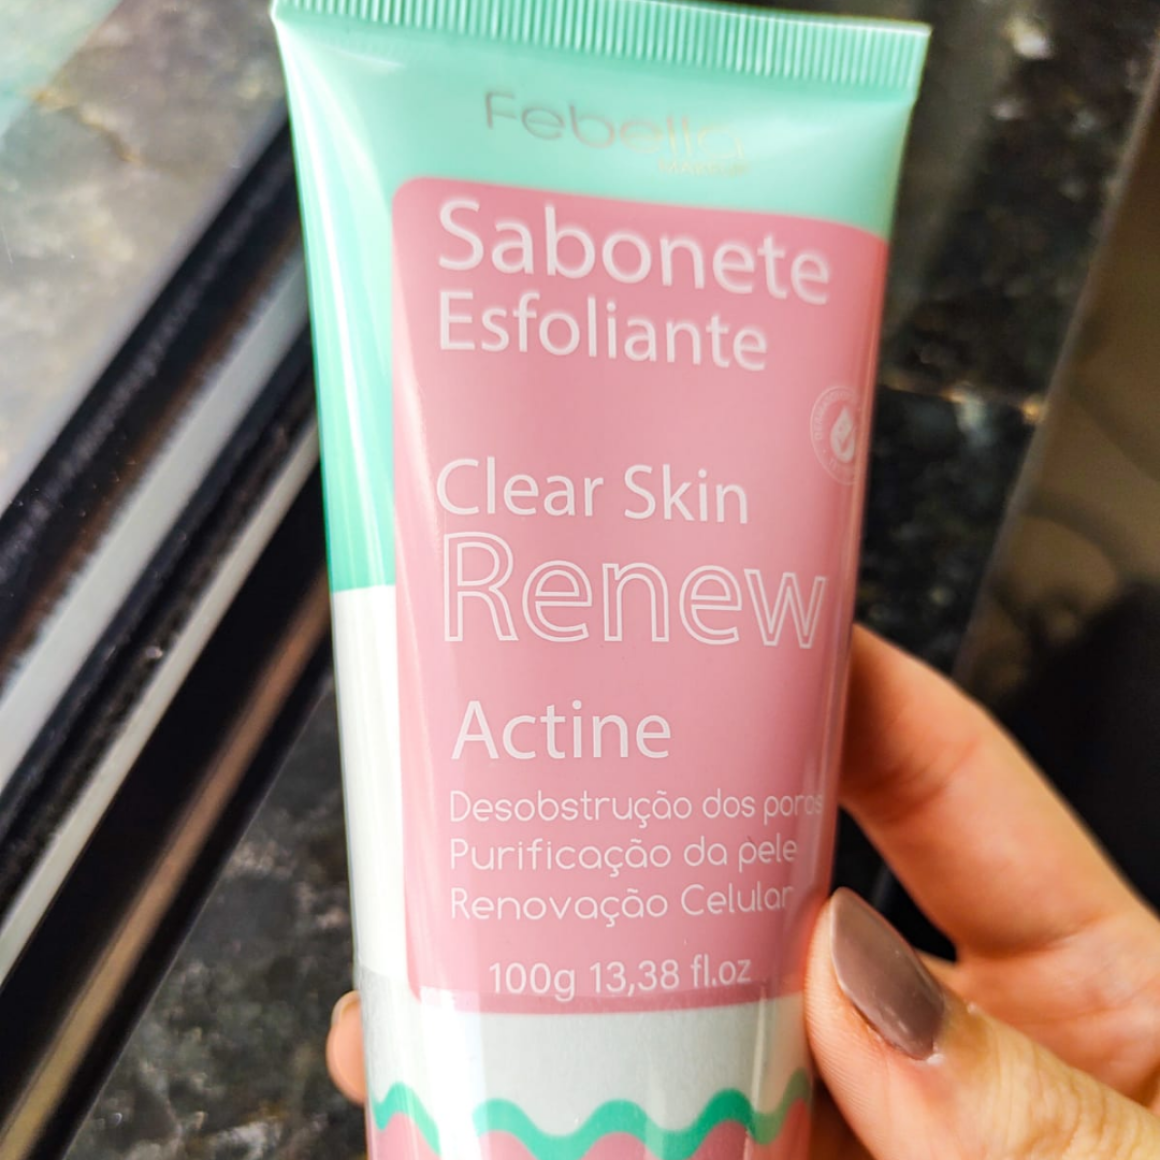 Febella
MAKEUP
Sabonete
Esfoliante
Clear Skin
Renew
Actine
Desobstrução dos poros
Purificação da pele
Renovação Celular
100g 13,38 fl.oz